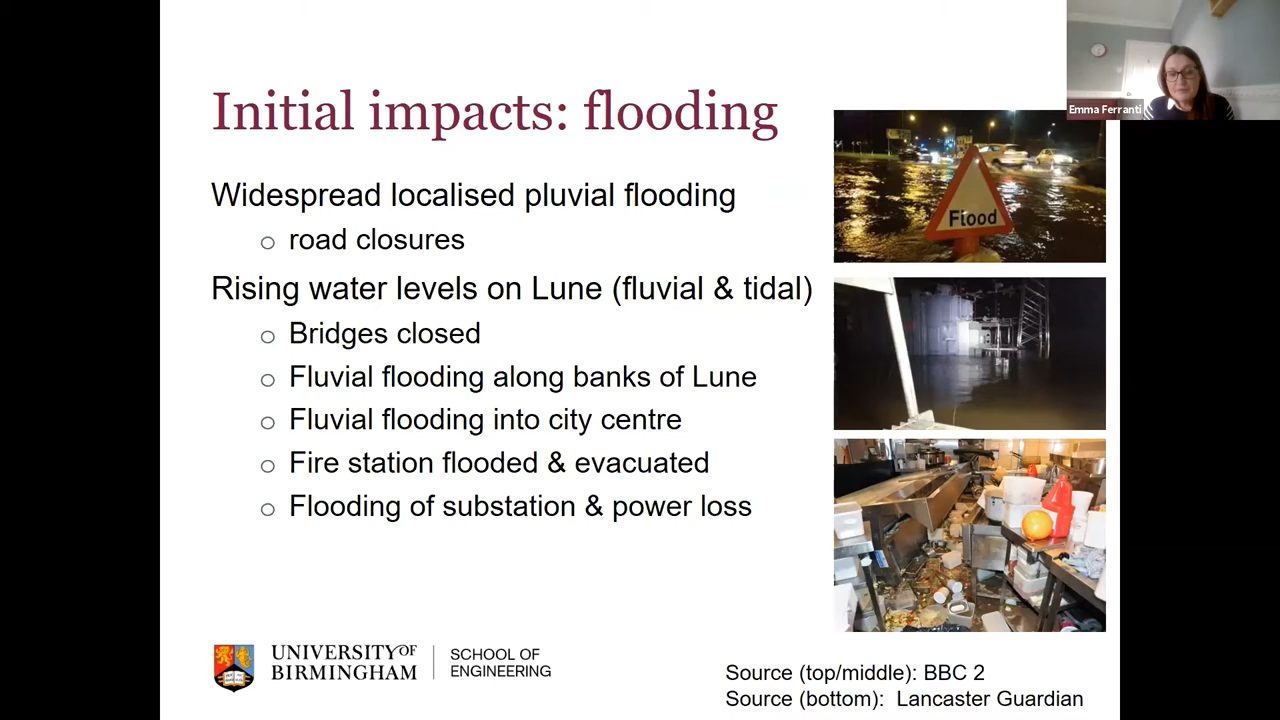 Initial impacts: flooding
Emma Ferranti
Widespread localised pluvial flooding
road closures
Flood
Rising water levels on Lune (fluvial & tidal)
Bridges closed
Fluvial flooding along banks of Lune
Fluvial flooding into city centre
Fire station flooded & evacuated
Flooding of substation & power loss
UNIVERSITY OF
BIRMINGHAM
SCHOOL OF
ENGINEERING
Source (top/middle): BBC 2
Source (bottom): Lancaster Guardian